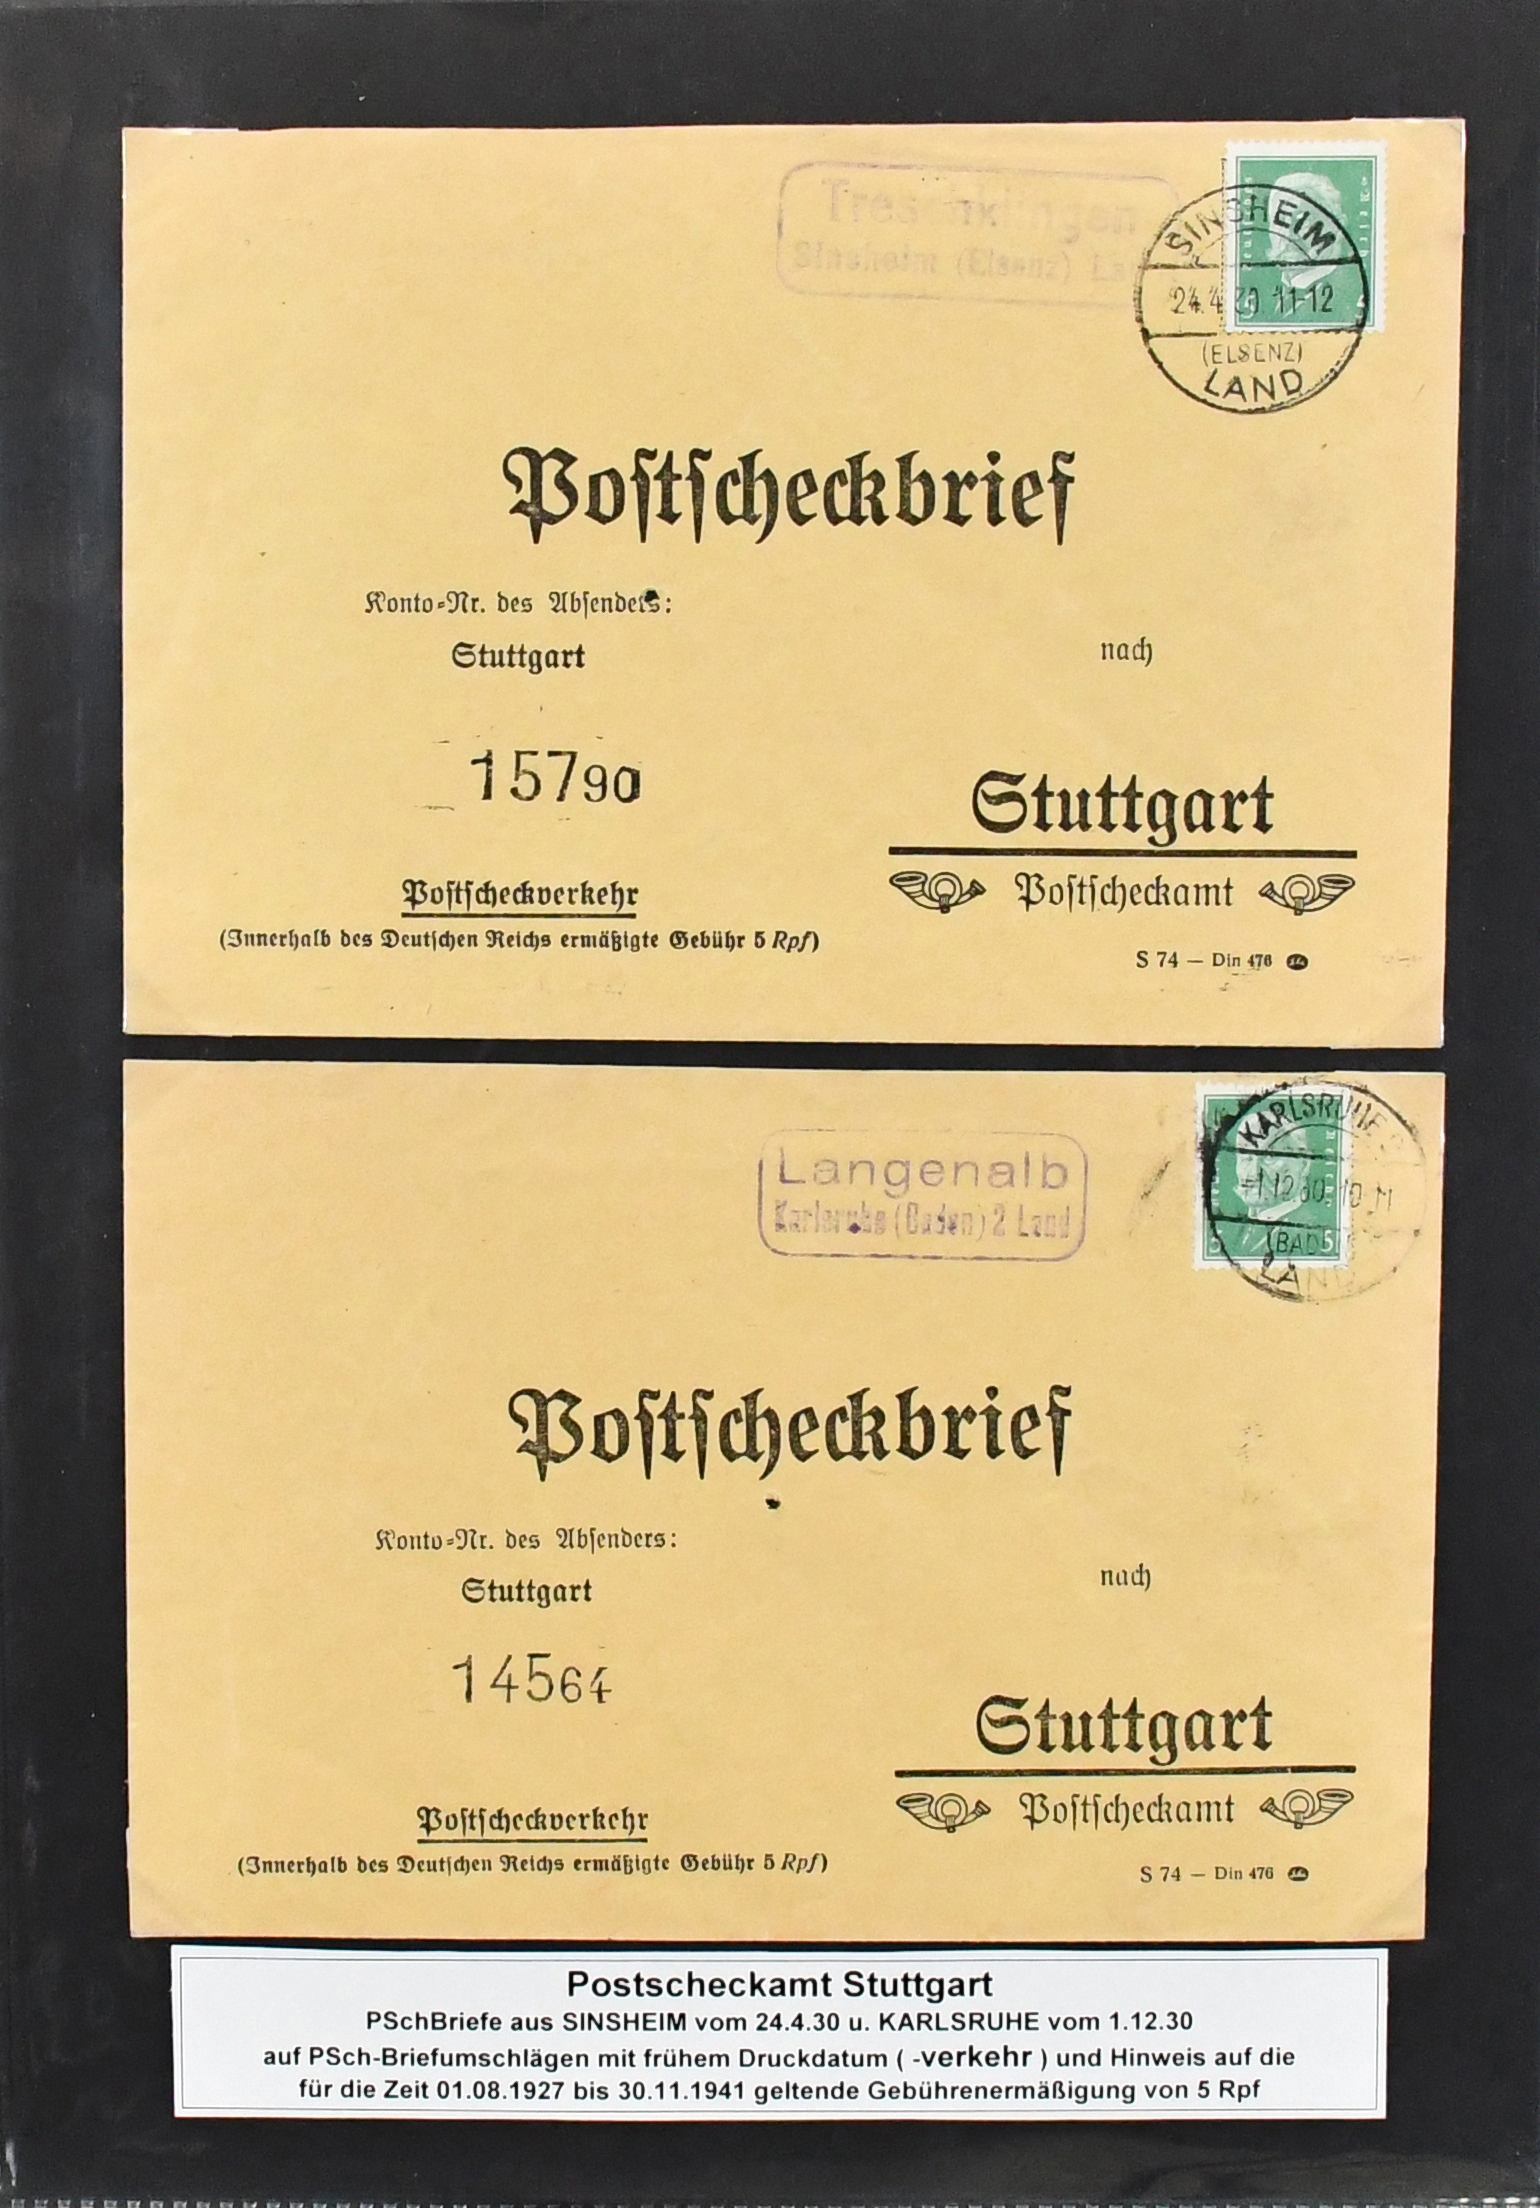 Sinsheim (Elsenz)
SINSHEIM
24.4.30 11-12
(ELSENZ)
LAND
Poſtſcheckbrief
Konto-Nr. des Abſenders:
Stuttgart
nach
15790
Stuttgart
Poſtſcheckverkehr
Poſtſcheckamt
(Innerhalb des Deutſchen Reichs ermäßigte Gebühr 5 Rpf)
S 74 — Din 476
KARLSRUHE
Langenalb
Karlsruhe (Baden) 2 Land
1.12.30. 10-11
(BAD
5 5
LAND
Poſtſcheckbrief
Konto-Nr. des Abſenders:
Stuttgart
nach
14564
Stuttgart
Poſtſcheckverkehr
Poſtſcheckamt
(Innerhalb des Deutſchen Reichs ermäßigte Gebühr 5 Rpf)
S 74 — Din 476
Postscheckamt Stuttgart
PSchBriefe aus SINSHEIM vom 24.4.30 u. KARLSRUHE vom 1.12.30
auf PSch-Briefumschlägen mit frühem Druckdatum ( -verkehr ) und Hinweis auf die
für die Zeit 01.08.1927 bis 30.11.1941 geltende Gebührenermäßigung von 5 Rpf